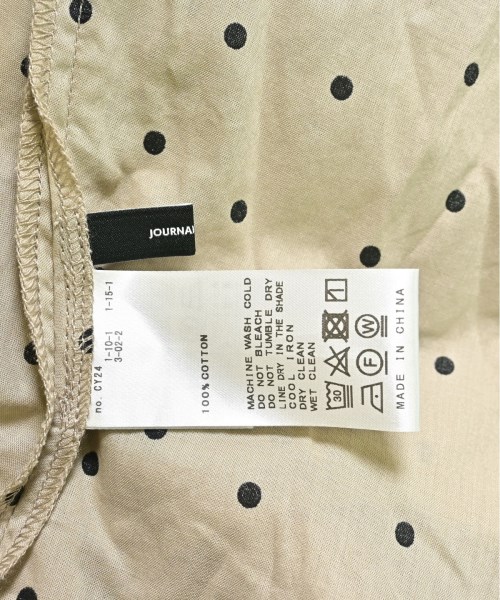 JOURNAL
no. CY24
1-10-1 1-15-1
3-02-2
100% COTTON
MACHINE WASH COLD
DO NOT BLEACH
DO NOT TUMBLE DRY
LINE DRY IN THE SHADE
COOL IRON
DRY CLEAN
WET CLEAN
30
F
W
MADE IN CHINA